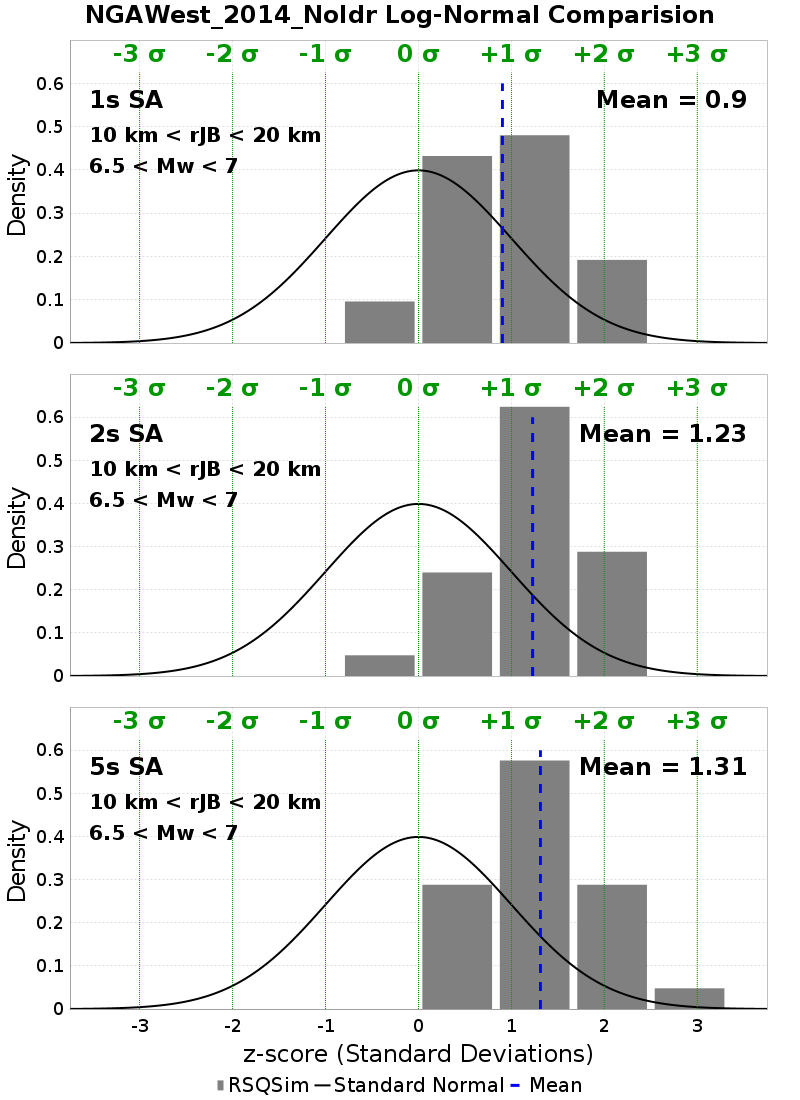 NGAWest_2014_NoIdr Log-Normal Comparision
-3 σ -2 σ -1 σ 0 σ +1 σ +2 σ +3 σ
1s SA
Mean = 0.9
10 km < rJB < 20 km
6.5 < Mw < 7
Density
0.6
0.5
0.4
0.3
0.2
0.1
0
-3 σ -2 σ -1 σ 0 σ +1 σ +2 σ +3 σ
2s SA
Mean = 1.23
10 km < rJB < 20 km
6.5 < Mw < 7
Density
0.6
0.5
0.4
0.3
0.2
0.1
0
-3 σ -2 σ -1 σ 0 σ +1 σ +2 σ +3 σ
5s SA
Mean = 1.31
10 km < rJB < 20 km
6.5 < Mw < 7
Density
0.6
0.5
0.4
0.3
0.2
0.1
0
-3 -2 -1 0 1 2 3
z-score (Standard Deviations)
RSQSim Standard Normal Mean